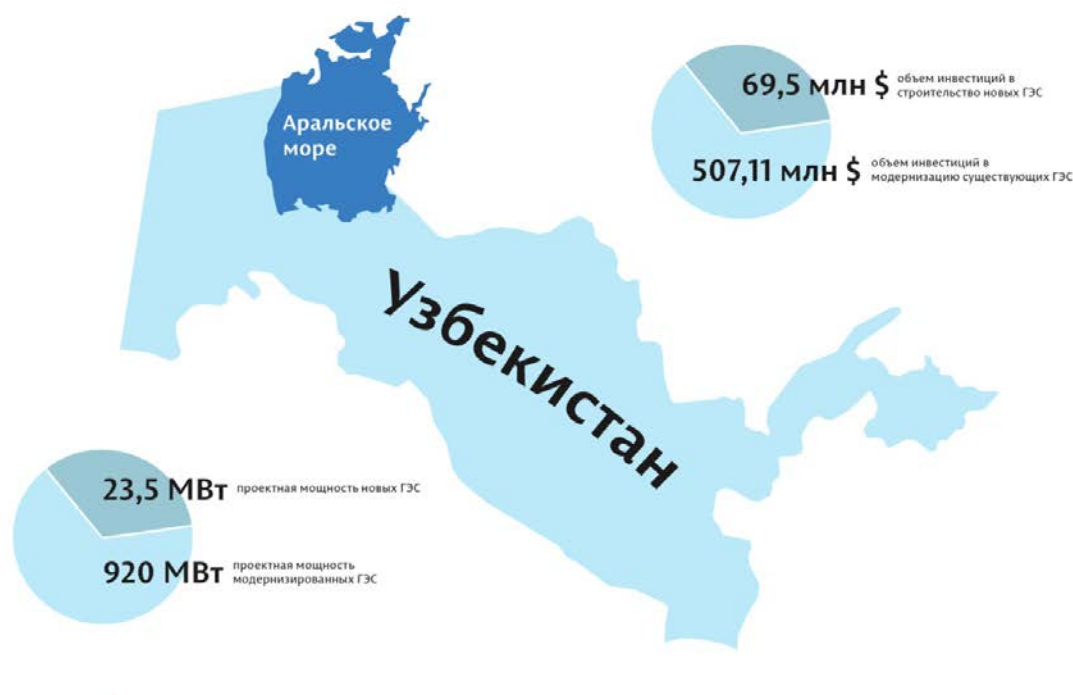 69,5 млн $
объем инвестиций в
строительство новых ГЭС
Аральское
море
507,11 млн $
объем инвестиций в
модернизацию существующих ГЭС
Узбекистан
23,5 МВт
проектная мощность новых ГЭС
920 МВт
проектная мощность
модернизированных ГЭС